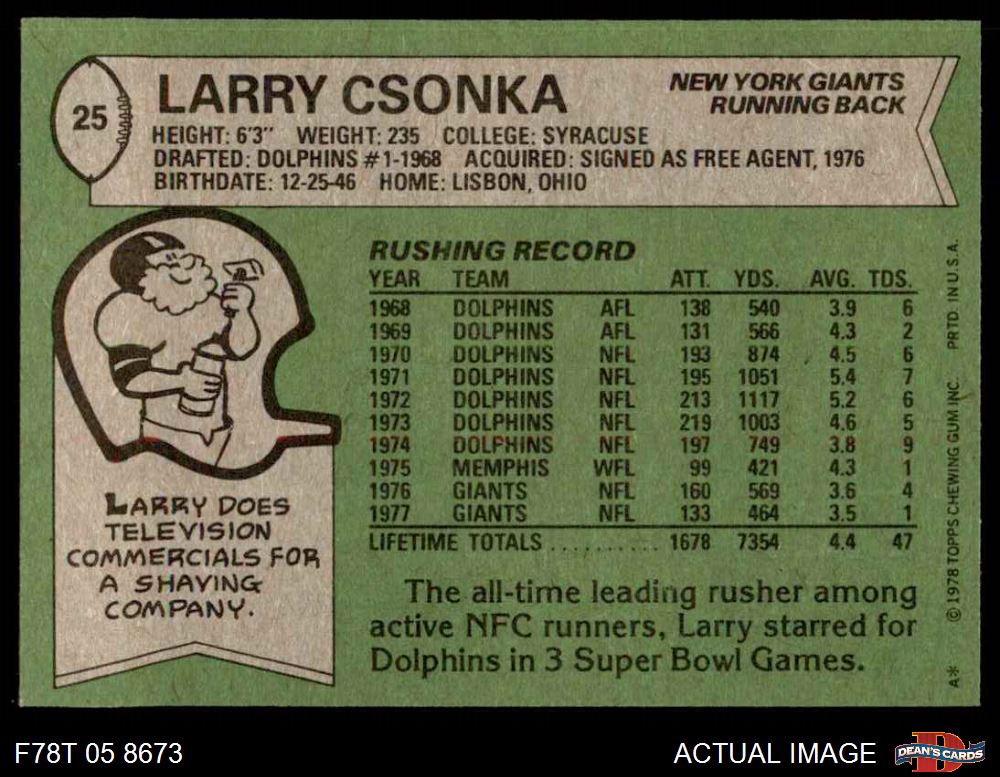 25
LARRY CSONKA
NEW YORK GIANTS
RUNNING BACK
HEIGHT: 6'3" WEIGHT: 235 COLLEGE: SYRACUSE
DRAFTED: DOLPHINS #1-1968 ACQUIRED: SIGNED AS FREE AGENT, 1976
BIRTHDATE: 12-25-46 HOME: LISBON, OHIO
RUSHING RECORD
YEAR TEAM ATT. YDS. AVG. TDS.
1968 DOLPHINS AFL 138 540 3.9 6
1969 DOLPHINS AFL 131 566 4.3 2
1970 DOLPHINS NFL 193 874 4.5 6
1971 DOLPHINS NFL 195 1051 5.4 7
1972 DOLPHINS NFL 213 1117 5.2 6
1973 DOLPHINS NFL 219 1003 4.6 5
1974 DOLPHINS NFL 197 749 3.8 9
1975 MEMPHIS WFL 99 421 4.3 1
1976 GIANTS NFL 160 569 3.6 4
1977 GIANTS NFL 133 464 3.5 1
LIFETIME TOTALS .......... 1678 7354 4.4 47
LARRY DOES
TELEVISION
COMMERCIALS FOR
A SHAVING
COMPANY.
The all-time leading rusher among
active NFC runners, Larry starred for
Dolphins in 3 Super Bowl Games.
A* © 1978 TOPPS CHEWING GUM INC. PRTD. IN U.S.A.
F78T 05 8673
ACTUAL IMAGE
D
DEAN'S CARDS